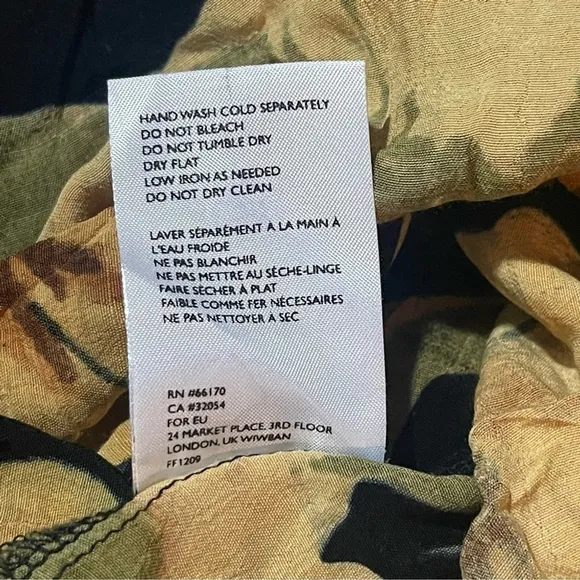 HAND WASH COLD SEPARATELY
DO NOT BLEACH
DO NOT TUMBLE DRY
DRY FLAT
LOW IRON AS NEEDED
DO NOT DRY CLEAN
LAVER SÉPARÉMENT A LA MAIN À
L'EAU FROIDE
NE PAS BLANCHIR
NE PAS METTRE AU SÈCHE-LINGE
FAIRE SÉCHER À PLAT
FAIBLE COMME FER NÉCESSAIRES
NE PAS NETTOYER A SEC
RN #66170
CA #32054
FOR EU
24 MARKET PLACE, 3RD FLOOR
LONDON, UK WIWBAN
FF1209